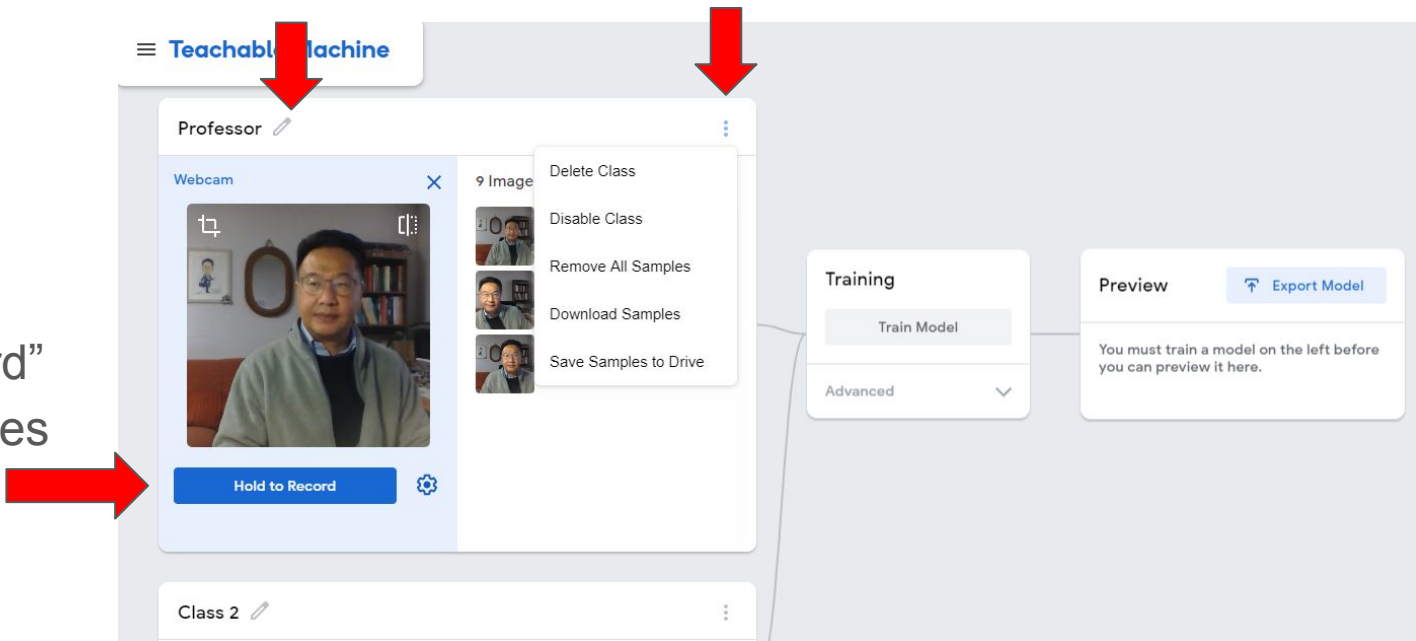 Teachable Machine
Professor
Webcam
9 Image
Delete Class
Disable Class
Remove All Samples
Download Samples
Save Samples to Drive
Hold to Record
Class 2
Training
Train Model
Advanced
Preview
Export Model
You must train a model on the left before
you can preview it here.
rd”
es